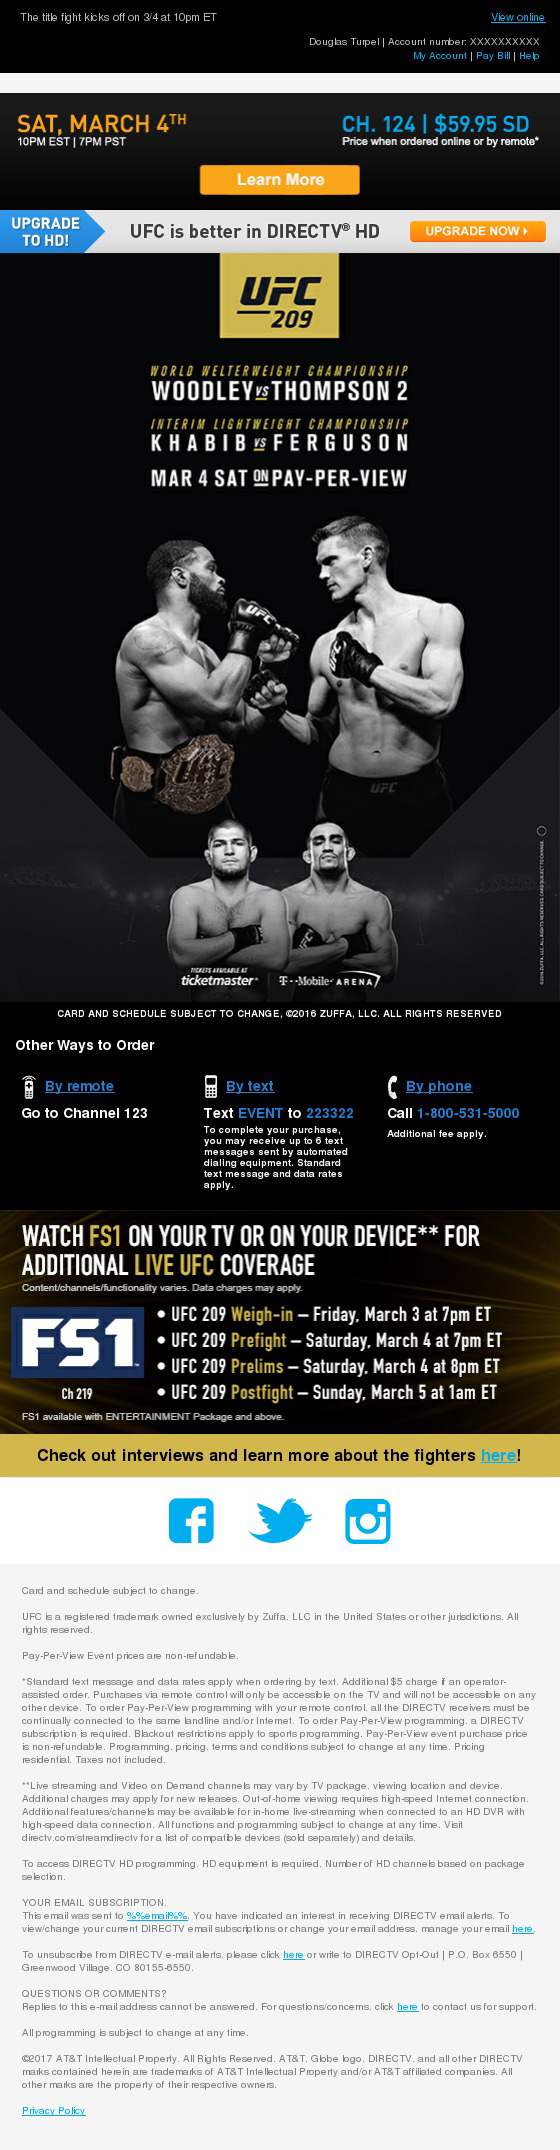 The title fight kicks off on 3/4 at 10pm ET
View online
Douglas Turpel | Account number: XXXXXXXXXX
My Account | Pay Bill | Help
SAT, MARCH 4TH
10PM EST | 7PM PST
CH. 124 | $59.95 SD
Price when ordered online or by remote*
Learn More
UPGRADE
TO HD!
UFC is better in DIRECTV® HD
UPGRADE NOW
UFC
209
WORLD WELTERWEIGHT CHAMPIONSHIP
WOODLEY VS THOMPSON 2
INTERIM LIGHTWEIGHT CHAMPIONSHIP
KHABIB VS FERGUSON
MAR 4 SAT ON PAY-PER-VIEW
UFC
UFC
UFC
TICKETS AVAILABLE AT
ticketmaster
T-Mobile ARENA
©2016 ZUFFA, LLC. ALL RIGHTS RESERVED. CARD SUBJECT TO CHANGE.
CARD AND SCHEDULE SUBJECT TO CHANGE, ©2016 ZUFFA, LLC. ALL RIGHTS RESERVED
Other Ways to Order
By remote
Go to Channel 123
By text
Text EVENT to 223322
To complete your purchase,
you may receive up to 6 text
messages sent by automated
dialing equipment. Standard
text message and data rates
apply.
By phone
Call 1-800-531-5000
Additional fee apply.
WATCH FS1 ON YOUR TV OR ON YOUR DEVICE** FOR
ADDITIONAL LIVE UFC COVERAGE
Content/channels/functionality varies. Data charges may apply.
FS1
Ch 219
• UFC 209 Weigh-in – Friday, March 3 at 7pm ET
• UFC 209 Prefight – Saturday, March 4 at 7pm ET
• UFC 209 Prelims – Saturday, March 4 at 8pm ET
• UFC 209 Postfight – Sunday, March 5 at 1am ET
FS1 available with ENTERTAINMENT Package and above.
Check out interviews and learn more about the fighters here!
Card and schedule subject to change.
UFC is a registered trademark owned exclusively by Zuffa, LLC in the United States or other jurisdictions. All
rights reserved.
Pay-Per-View Event prices are non-refundable.
*Standard text message and data rates apply when ordering by text. Additional $5 charge if an operator-
assisted order. Purchases via remote control will only be accessible on the TV and will not be accessible on any
other device. To order Pay-Per-View programming with your remote control, all the DIRECTV receivers must be
continually connected to the same landline and/or Internet. To order Pay-Per-View programming, a DIRECTV
subscription is required. Blackout restrictions apply to sports programming. Pay-Per-View event purchase price
is non-refundable. Programming, pricing, terms and conditions subject to change at any time. Pricing
residential. Taxes not included.
**Live streaming and Video on Demand channels may vary by TV package, viewing location and device.
Additional charges may apply for new releases. Out-of-home viewing requires high-speed Internet connection.
Additional features/channels may be available for in-home live-streaming when connected to an HD DVR with
high-speed data connection. All functions and programming subject to change at any time. Visit
directv.com/streamdirectv for a list of compatible devices (sold separately) and details.
To access DIRECTV HD programming, HD equipment is required. Number of HD channels based on package
selection.
YOUR EMAIL SUBSCRIPTION.
This email was sent to %%email%%. You have indicated an interest in receiving DIRECTV email alerts. To
view/change your current DIRECTV email subscriptions or change your email address, manage your email here.
To unsubscribe from DIRECTV e-mail alerts, please click here or write to DIRECTV Opt-Out | P.O. Box 6550 |
Greenwood Village, CO 80155-6550.
QUESTIONS OR COMMENTS?
Replies to this e-mail address cannot be answered. For questions/concerns, click here to contact us for support.
All programming is subject to change at any time.
©2017 AT&T Intellectual Property. All Rights Reserved. AT&T, Globe logo, DIRECTV, and all other DIRECTV
marks contained herein are trademarks of AT&T Intellectual Property and/or AT&T affiliated companies. All
other marks are the property of their respective owners.
Privacy Policy